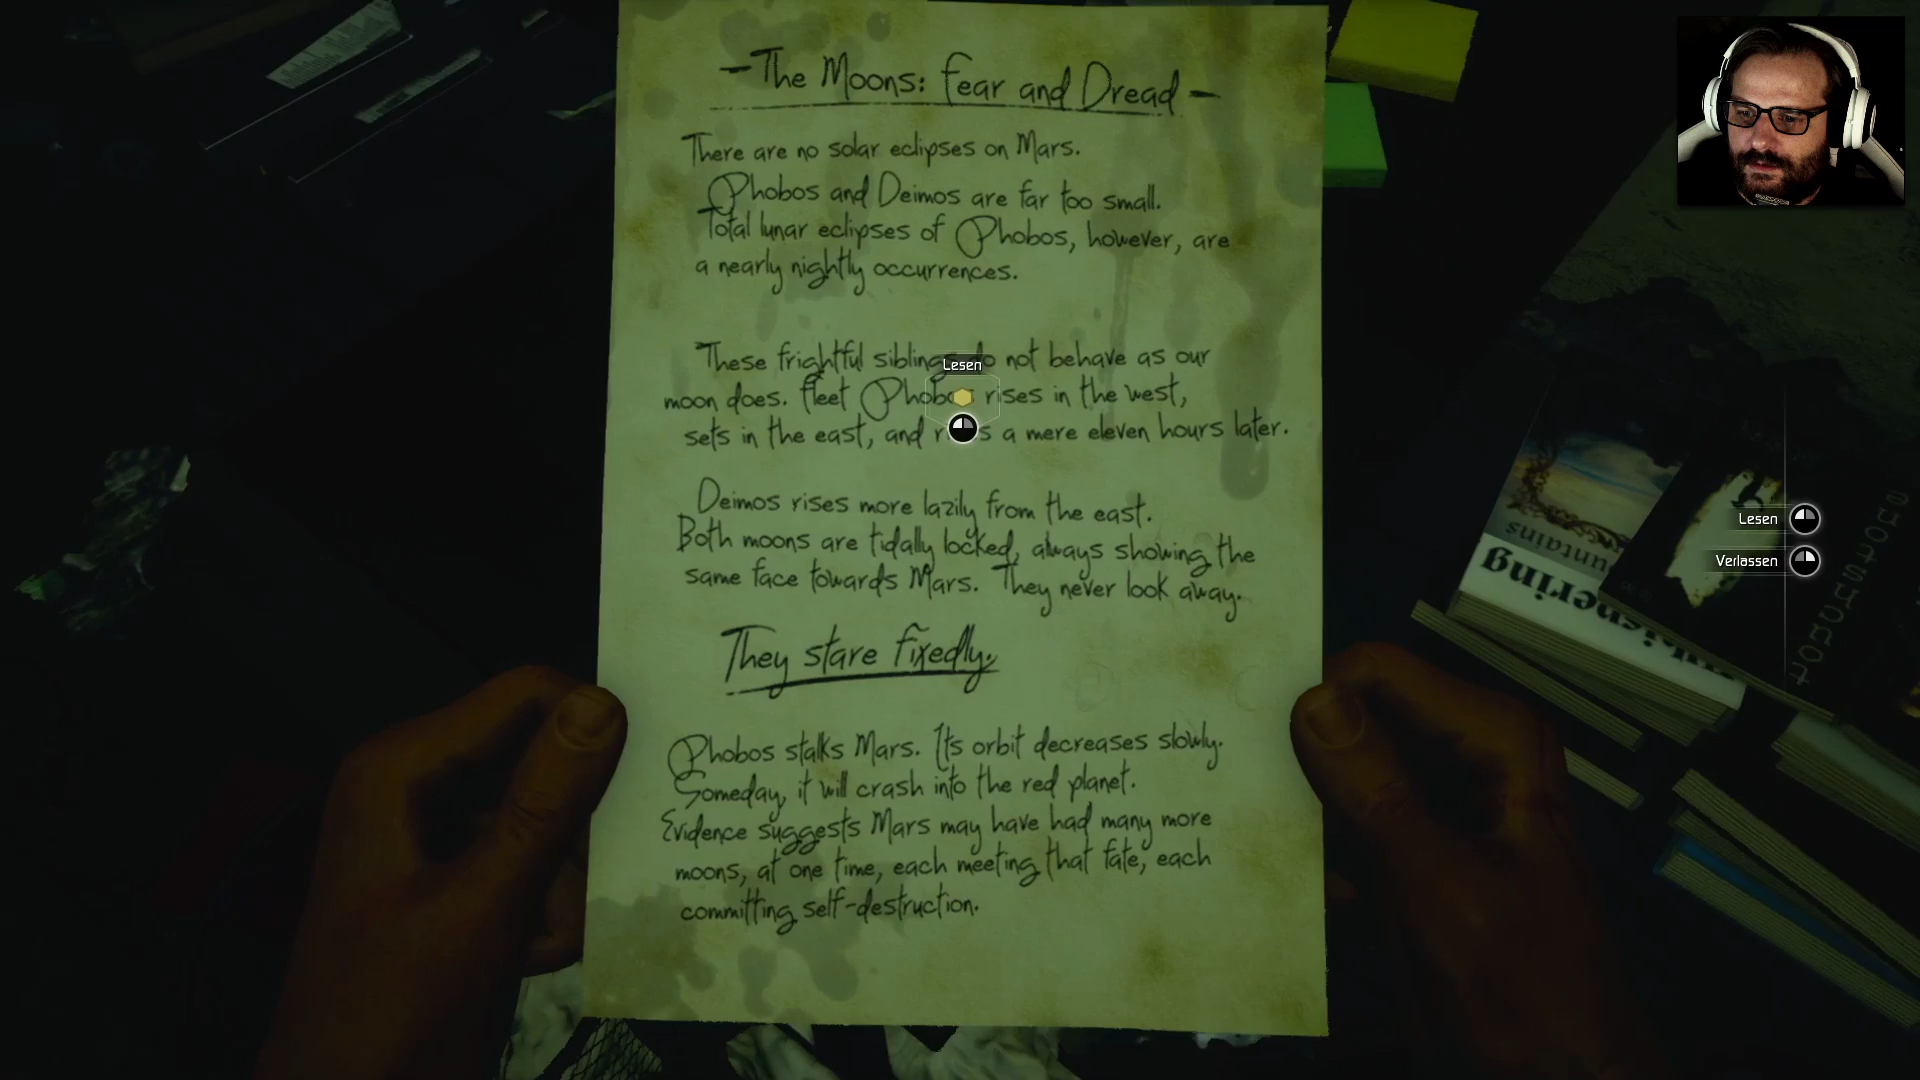 - The Moons: Fear and Dread -
There are no solar eclipses on Mars.
Phobos and Deimos are far too small.
Total lunar eclipses of Phobos, however, are
a nearly nightly occurrences.
These frightful siblings do not behave as our
moon does. Fleet Phobos rises in the west,
sets in the east, and rises a mere eleven hours later.
Deimos rises more lazily from the east.
Both moons are tidally locked, always showing the
same face towards Mars. They never look away.
They stare fixedly.
Phobos stalks Mars. Its orbit decreases slowly.
Someday, it will crash into the red planet.
Evidence suggests Mars may have had many more
moons, at one time, each meeting that fate, each
committing self-destruction.
Lesen
Lesen
Verlassen